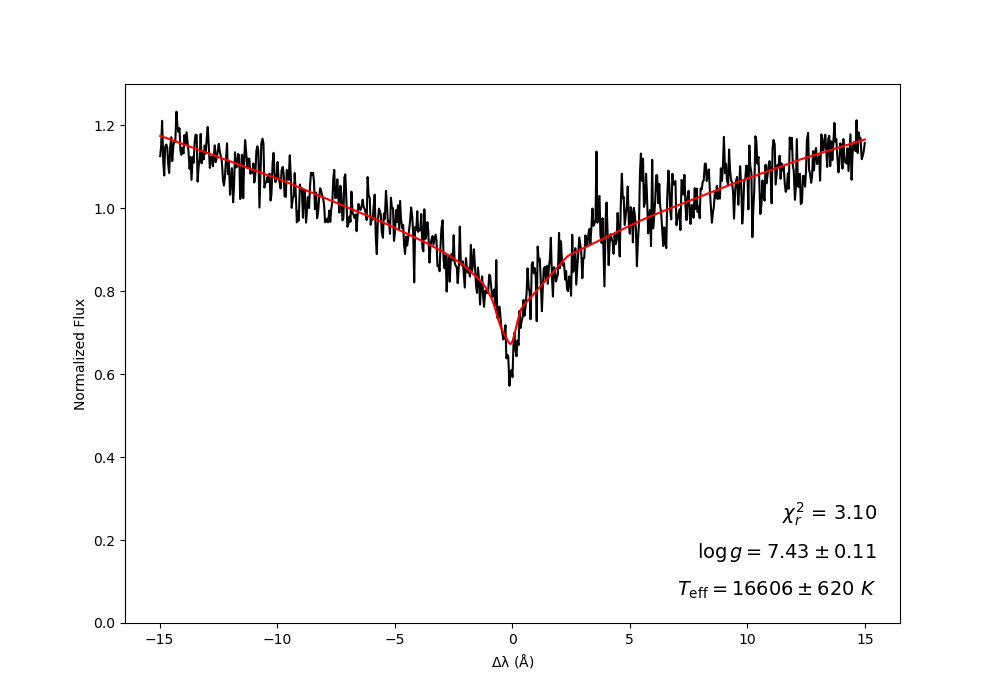 1.2
1.0
0.8
0.6
0.4
0.2
0.0
Normalized Flux
χ²ᵣ = 3.10
log g = 7.43 ± 0.11
T_eff = 16606 ± 620 K
−15 −10 −5 0 5 10 15
Δλ (Å)